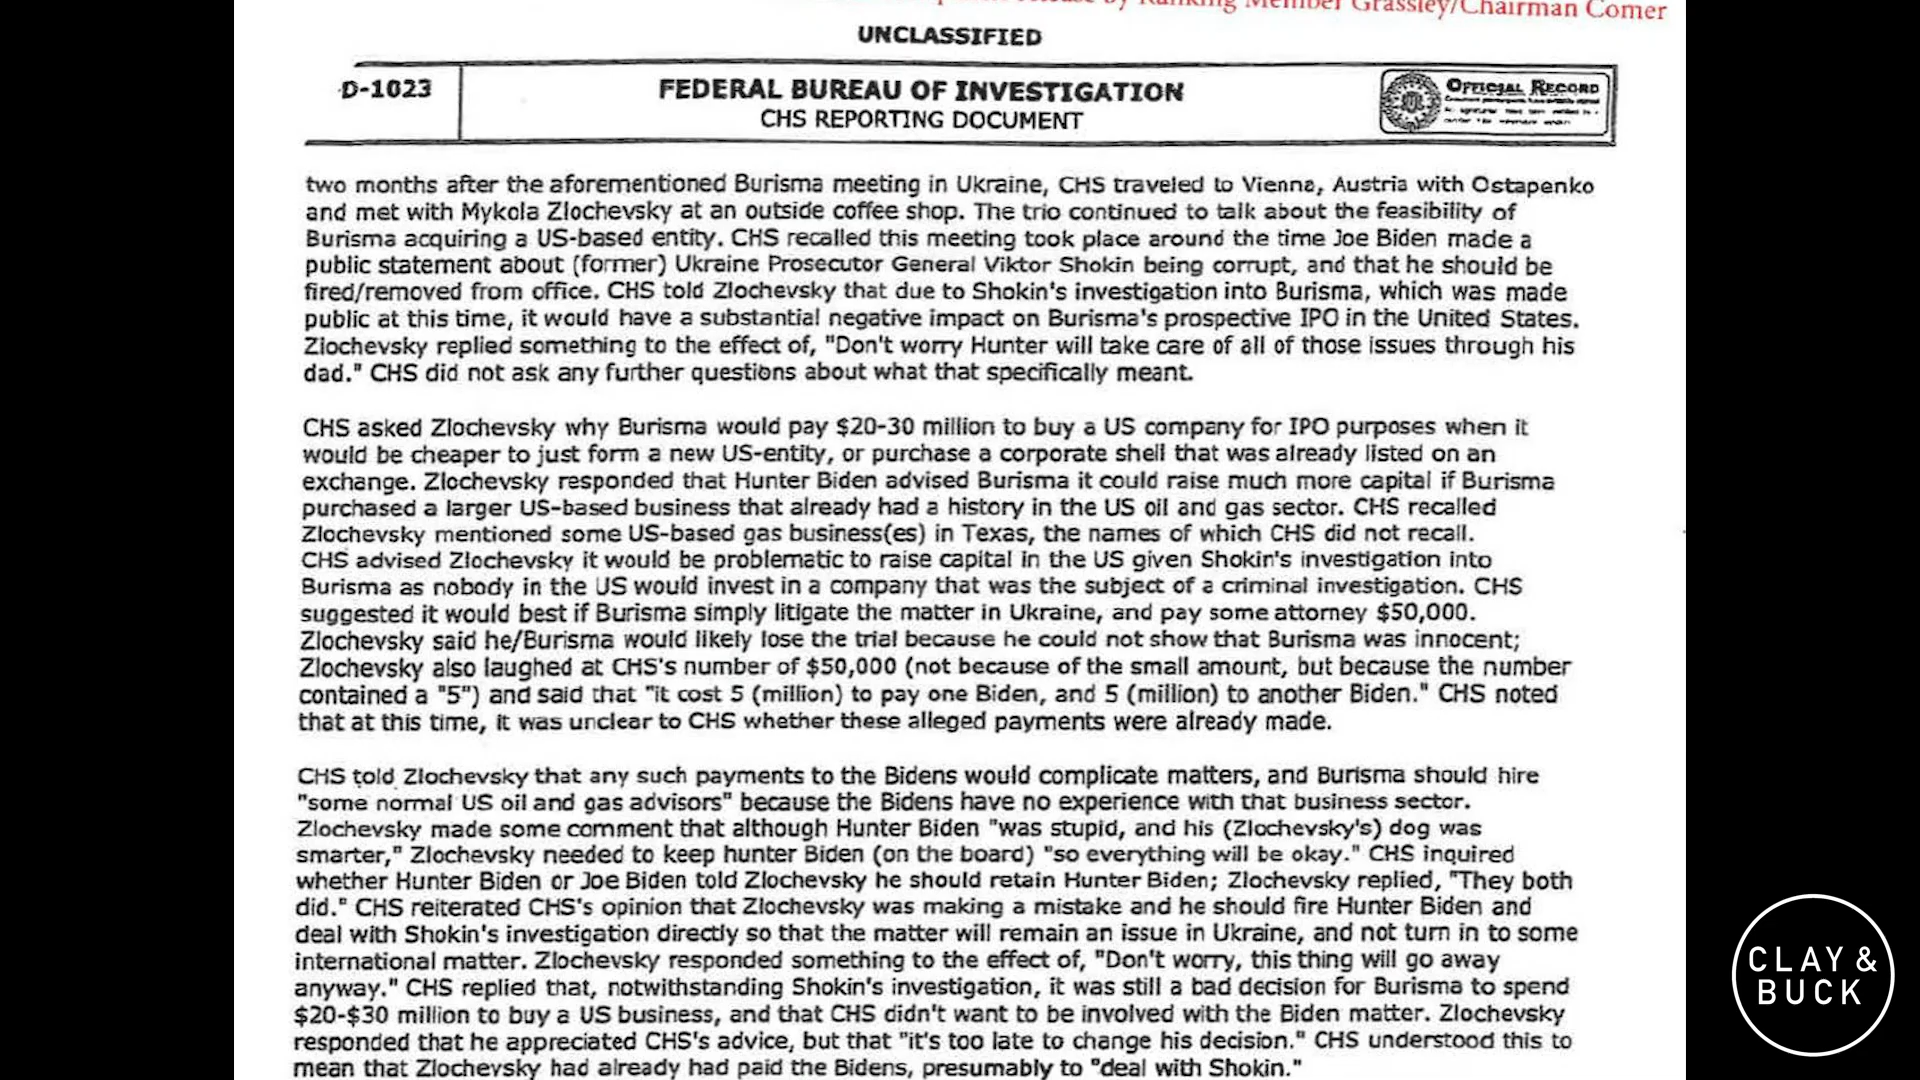 release by Ranking Member Grassley/Chairman Comer
UNCLASSIFIED
D-1023
FEDERAL BUREAU OF INVESTIGATION
CHS REPORTING DOCUMENT
OFFICIAL RECORD
two months after the aforementioned Burisma meeting in Ukraine, CHS traveled to Vienna, Austria with Ostapenko
and met with Mykola Zlochevsky at an outside coffee shop. The trio continued to talk about the feasibility of
Burisma acquiring a US-based entity. CHS recalled this meeting took place around the time Joe Biden made a
public statement about (former) Ukraine Prosecutor General Viktor Shokin being corrupt, and that he should be
fired/removed from office. CHS told Zlochevsky that due to Shokin's investigation into Burisma, which was made
public at this time, it would have a substantial negative impact on Burisma's prospective IPO in the United States.
Zlochevsky replied something to the effect of, "Don't worry Hunter will take care of all of those issues through his
dad." CHS did not ask any further questions about what that specifically meant.
CHS asked Zlochevsky why Burisma would pay $20-30 million to buy a US company for IPO purposes when it
would be cheaper to just form a new US-entity, or purchase a corporate shell that was already listed on an
exchange. Zlochevsky responded that Hunter Biden advised Burisma it could raise much more capital if Burisma
purchased a larger US-based business that already had a history in the US oil and gas sector. CHS recalled
Zlochevsky mentioned some US-based gas business(es) in Texas, the names of which CHS did not recall.
CHS advised Zlochevsky it would be problematic to raise capital in the US given Shokin's investigation into
Burisma as nobody in the US would invest in a company that was the subject of a criminal investigation. CHS
suggested it would best if Burisma simply litigate the matter in Ukraine, and pay some attorney $50,000.
Zlochevsky said he/Burisma would likely lose the trial because he could not show that Burisma was innocent;
Zlochevsky also laughed at CHS's number of $50,000 (not because of the small amount, but because the number
contained a "5") and said that "it cost 5 (million) to pay one Biden, and 5 (million) to another Biden." CHS noted
that at this time, it was unclear to CHS whether these alleged payments were already made.
CHS told Zlochevsky that any such payments to the Bidens would complicate matters, and Burisma should hire
"some normal US oil and gas advisors" because the Bidens have no experience with that business sector.
Zlochevsky made some comment that although Hunter Biden "was stupid, and his (Zlochevsky's) dog was
smarter," Zlochevsky needed to keep hunter Biden (on the board) "so everything will be okay." CHS inquired
whether Hunter Biden or Joe Biden told Zlochevsky he should retain Hunter Biden; Zlochevsky replied, "They both
did." CHS reiterated CHS's opinion that Zlochevsky was making a mistake and he should fire Hunter Biden and
deal with Shokin's investigation directly so that the matter will remain an issue in Ukraine, and not turn in to some
international matter. Zlochevsky responded something to the effect of, "Don't worry, this thing will go away
anyway." CHS replied that, notwithstanding Shokin's investigation, it was still a bad decision for Burisma to spend
$20-$30 million to buy a US business, and that CHS didn't want to be involved with the Biden matter. Zlochevsky
responded that he appreciated CHS's advice, but that "it's too late to change his decision." CHS understood this to
mean that Zlochevsky had already had paid the Bidens, presumably to "deal with Shokin."
CLAY &
BUCK